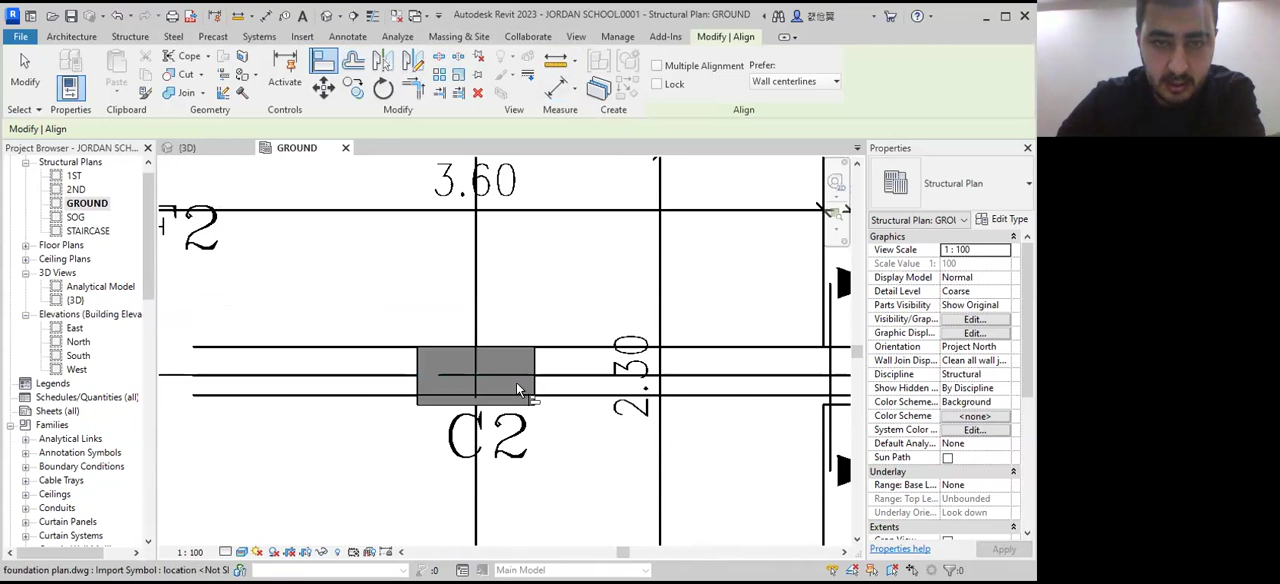 Autodesk Revit 2023 - JORDAN SCHOOL.0001 - Structural Plan: GROUND
File Architecture Structure Steel Precast Systems Insert Annotate Analyze Massing & Site Collaborate View Manage Add-Ins Modify | Align
Modify
Select
Properties
Paste
Clipboard
Cope
Cut
Join
Geometry
Activate
Controls
Modify
View
Measure
Create
Multiple Alignment
Lock
Prefer:
Wall centerlines
Align
Modify | Align
Project Browser - JORDAN SCH...
Structural Plans
1ST
2ND
GROUND
SOG
STAIRCASE
Floor Plans
Ceiling Plans
3D Views
Analytical Model
{3D}
Elevations (Building Eleva
East
North
South
West
Legends
Schedules/Quantities (all)
Sheets (all)
Families
Analytical Links
Annotation Symbols
Boundary Conditions
Cable Trays
Ceilings
Conduits
Curtain Panels
Curtain Systems
{3D}
GROUND
3.60
2
2.30
C2
Properties
Structural Plan
Structural Plan: GROU
Edit Type
Graphics
View Scale 1 : 100
Scale Value 1: 100
Display Model Normal
Detail Level Coarse
Parts Visibility Show Original
Visibility/Grap... Edit...
Graphic Displ... Edit...
Orientation Project North
Wall Join Disp... Clean all wall j...
Discipline Structural
Show Hidden ... By Discipline
Color Scheme ... Background
Color Scheme <none>
System Color ... Edit...
Default Analy... None
Sun Path
Underlay
Range: Base L... None
Range: Top Le... Unbounded
Underlay Orie... Look down
Extents
Properties help
Apply
1 : 100
foundation plan.dwg : Import Symbol : location <Not Sl
:0
Main Model
:0